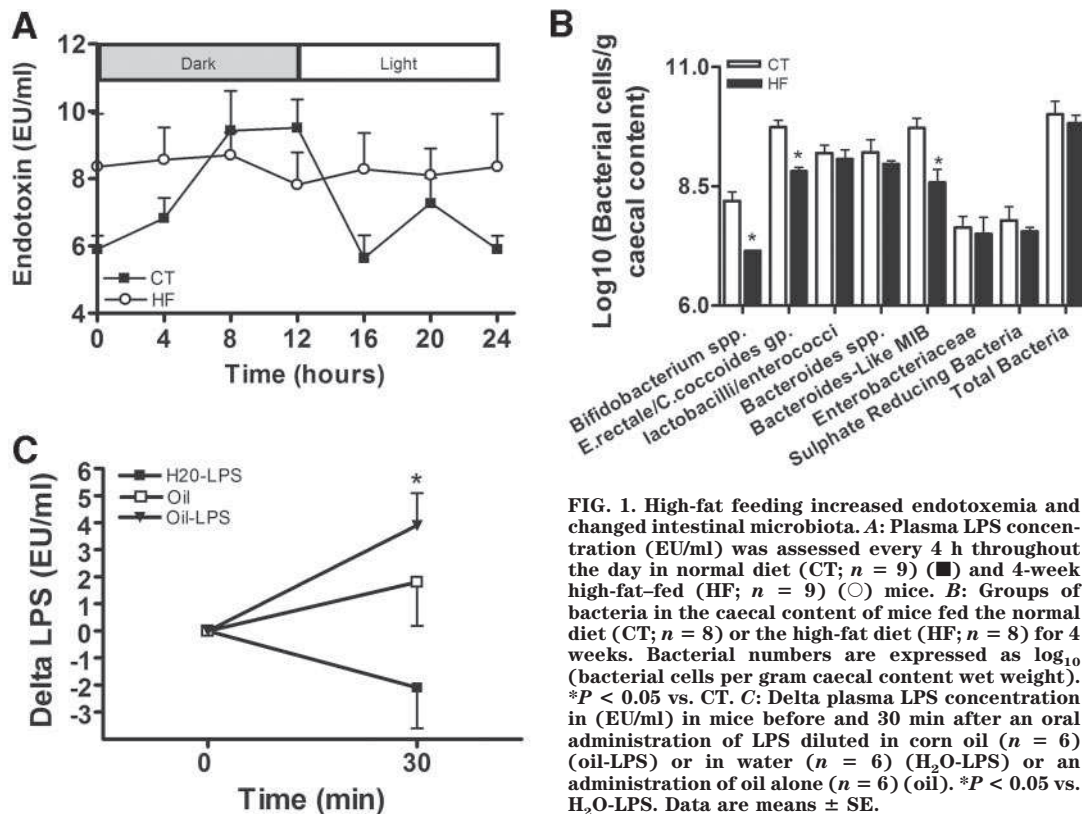 A
Endotoxin (EU/ml)
12
10
8
6
4
Dark
Light
CT
HF
0 4 8 12 16 20 24
Time (hours)
B
Log10 (Bacterial cells/g
caecal content)
11.0
8.5
6.0
CT
HF
*
*
*
Bifidobacterium spp.
E.rectale/C.coccoides gp.
lactobacilli/enterococci
Bacteroides spp.
Bacteroides-Like MIB
Enterobacteriaceae
Sulphate Reducing Bacteria
Total Bacteria
C
Delta LPS (EU/ml)
6
5
4
3
2
1
0
-1
-2
-3
H20-LPS
Oil
Oil-LPS
*
0 30
Time (min)
FIG. 1. High-fat feeding increased endotoxemia and
changed intestinal microbiota. A: Plasma LPS concen-
tration (EU/ml) was assessed every 4 h throughout
the day in normal diet (CT; n = 9) (■) and 4-week
high-fat–fed (HF; n = 9) (○) mice. B: Groups of
bacteria in the caecal content of mice fed the normal
diet (CT; n = 8) or the high-fat diet (HF; n = 8) for 4
weeks. Bacterial numbers are expressed as log₁₀
(bacterial cells per gram caecal content wet weight).
*P < 0.05 vs. CT. C: Delta plasma LPS concentration
in (EU/ml) in mice before and 30 min after an oral
administration of LPS diluted in corn oil (n = 6)
(oil-LPS) or in water (n = 6) (H₂O-LPS) or an
administration of oil alone (n = 6) (oil). *P < 0.05 vs.
H₂O-LPS. Data are means ± SE.